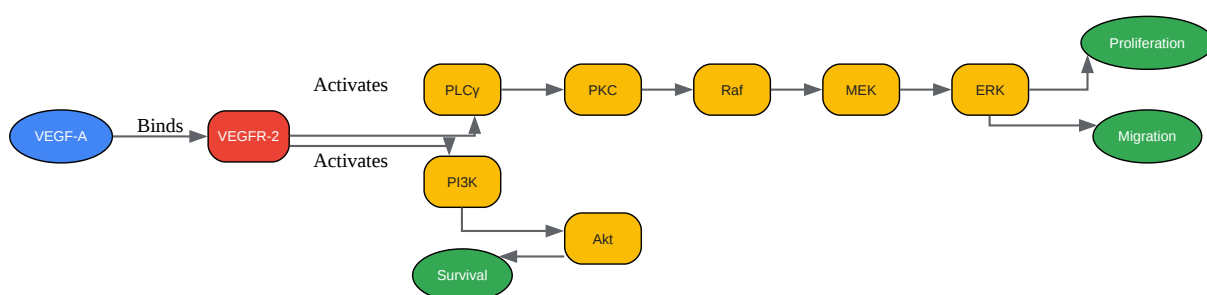 Proliferation
Activates
PLCγ
PKC
Raf
MEK
ERK
VEGF-A
Binds
VEGFR-2
Migration
Activates
PI3K
Akt
Survival